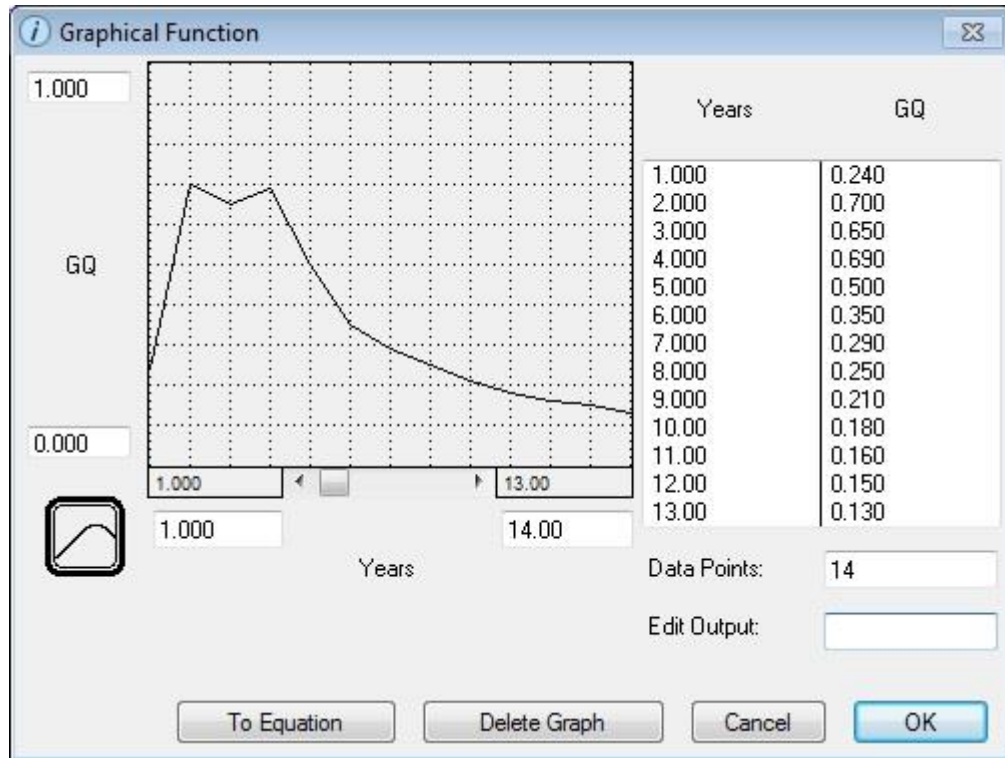 Graphical Function
1.000
GQ
0.000
1.000
13.00
1.000
14.00
Years
Years GQ
1.000 0.240
2.000 0.700
3.000 0.650
4.000 0.690
5.000 0.500
6.000 0.350
7.000 0.290
8.000 0.250
9.000 0.210
10.00 0.180
11.00 0.160
12.00 0.150
13.00 0.130
Data Points: 14
Edit Output:
To Equation
Delete Graph
Cancel
OK